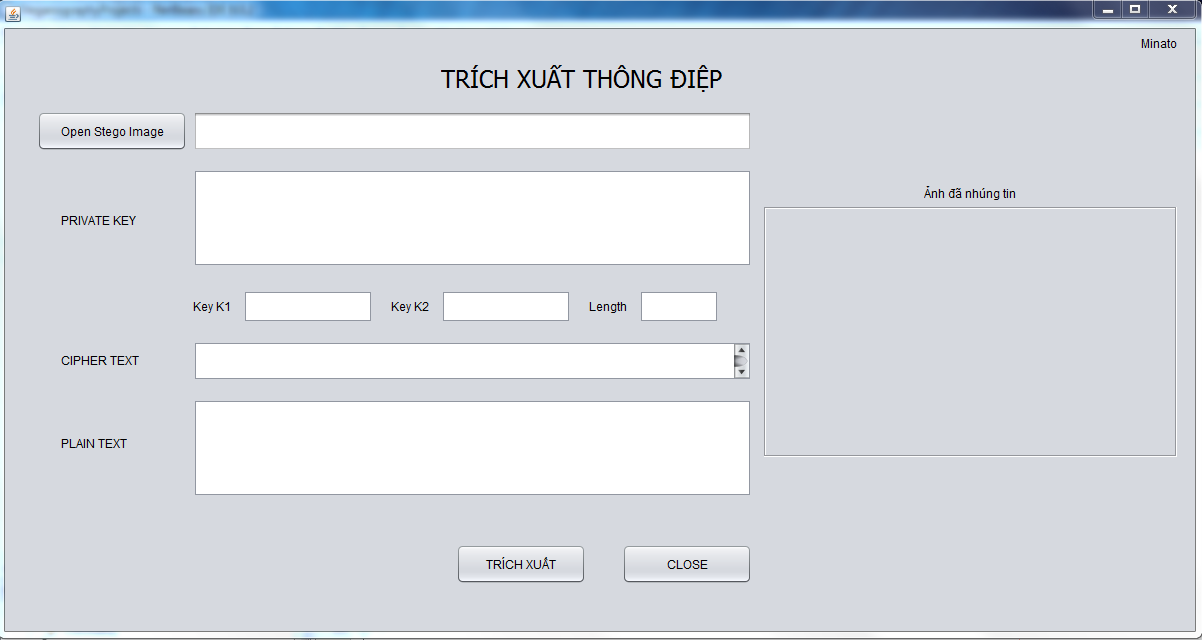 Minato
TRÍCH XUẤT THÔNG ĐIỆP
Open Stego Image
PRIVATE KEY
Ảnh đã nhúng tin
Key K1
Key K2
Length
CIPHER TEXT
PLAIN TEXT
TRÍCH XUẤT
CLOSE